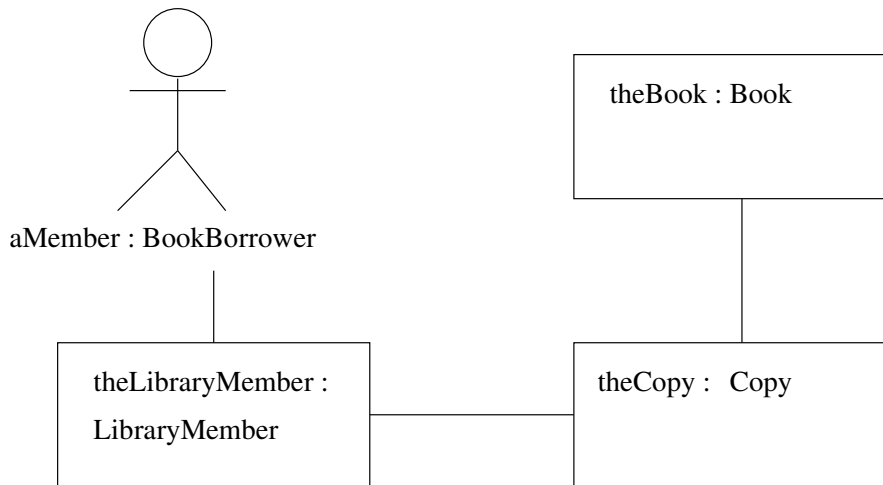 theBook : Book
aMember : BookBorrower
theLibraryMember :
LibraryMember
theCopy : Copy